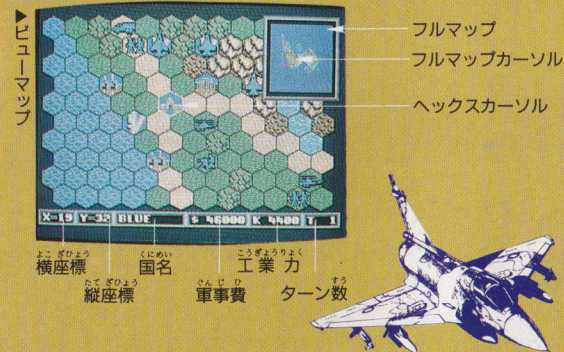 ▶ビューマップ
フルマップ
フルマップカーソル
ヘックスカーソル
X=19 Y=32 BLUE $ 46000 K 4400 T 1
よこ ざひょう
横座標
たて ざひょう
縦座標
くにめい
国名
ぐんじひ
軍事費
こうぎょうりょく
工業力
すう
ターン数